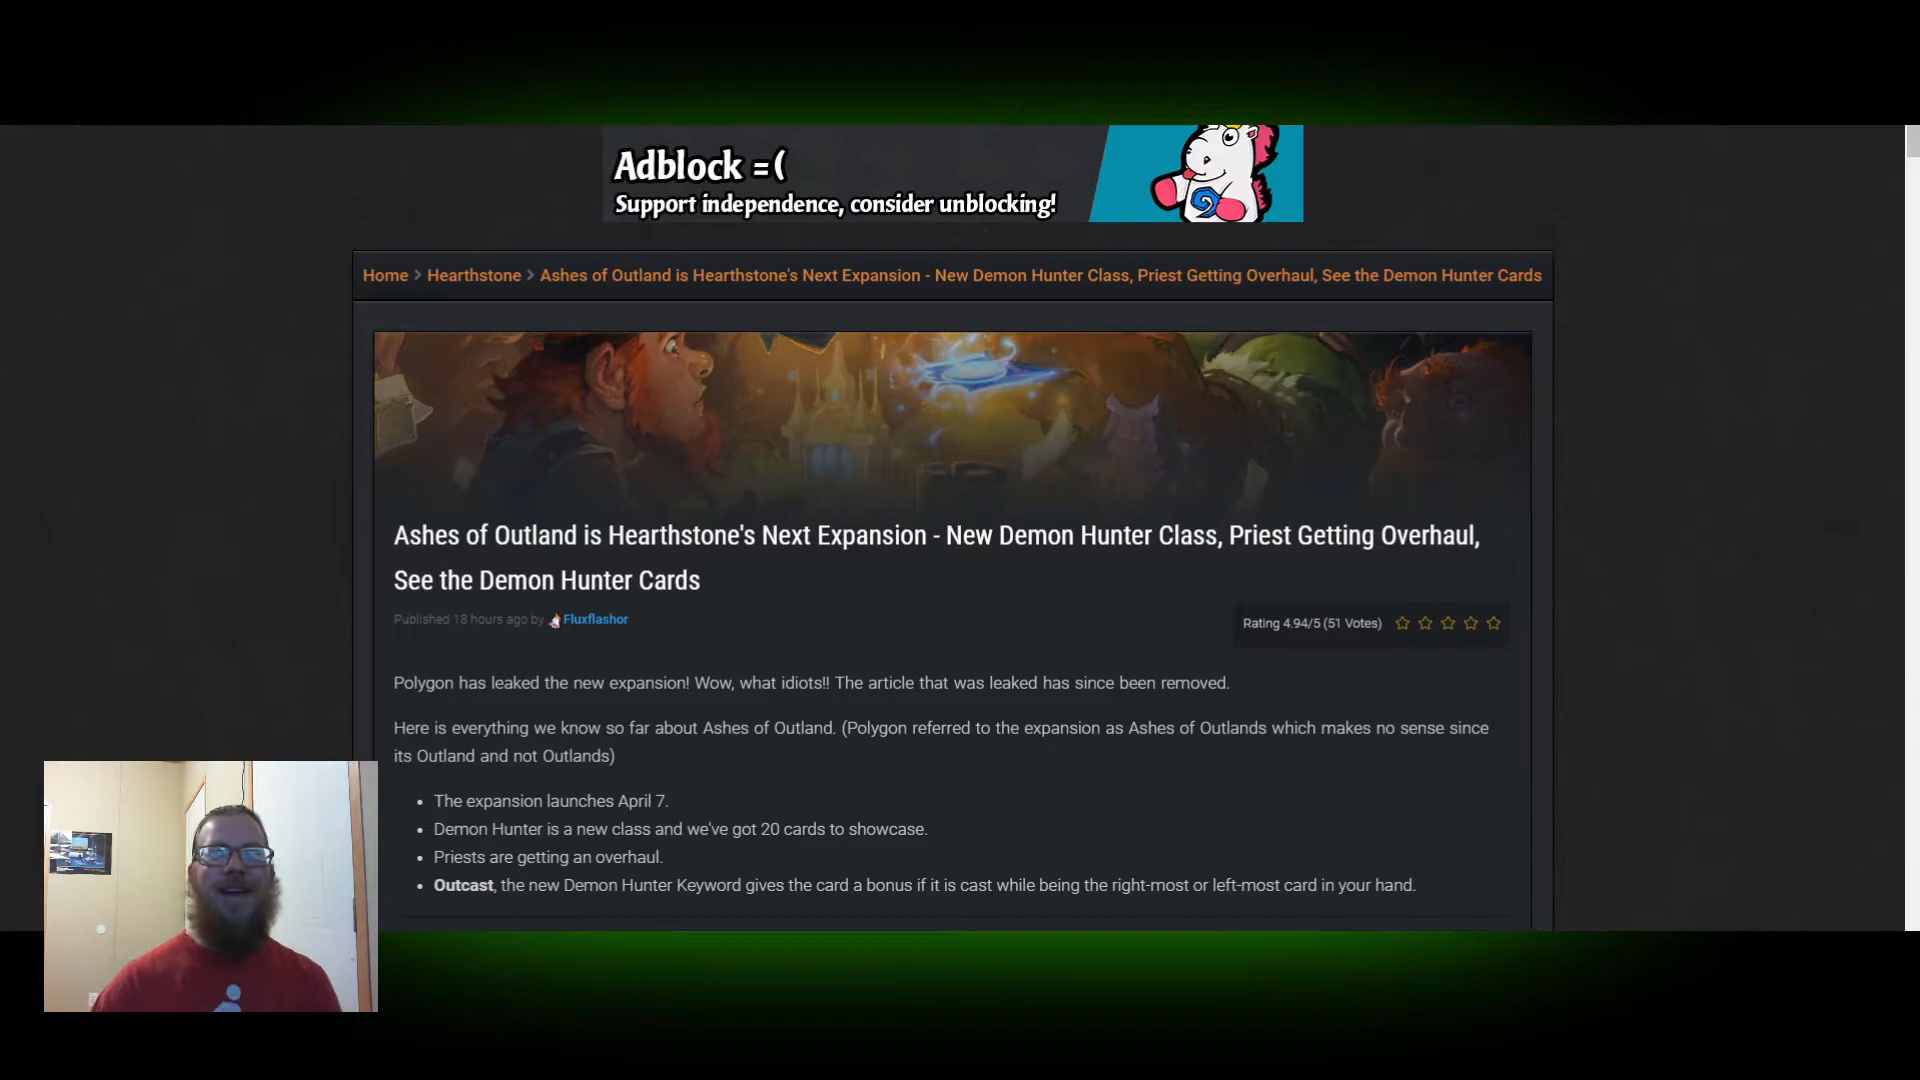 Adblock =(
Support independence, consider unblocking!
Home > Hearthstone > Ashes of Outland is Hearthstone's Next Expansion - New Demon Hunter Class, Priest Getting Overhaul, See the Demon Hunter Cards
Ashes of Outland is Hearthstone's Next Expansion - New Demon Hunter Class, Priest Getting Overhaul,
See the Demon Hunter Cards
Published 18 hours ago by Fluxflashor
Rating 4.94/5 (51 Votes)
Polygon has leaked the new expansion! Wow, what idiots!! The article that was leaked has since been removed.
Here is everything we know so far about Ashes of Outland. (Polygon referred to the expansion as Ashes of Outlands which makes no sense since
its Outland and not Outlands)
• The expansion launches April 7.
• Demon Hunter is a new class and we've got 20 cards to showcase.
• Priests are getting an overhaul.
• Outcast, the new Demon Hunter Keyword gives the card a bonus if it is cast while being the right-most or left-most card in your hand.